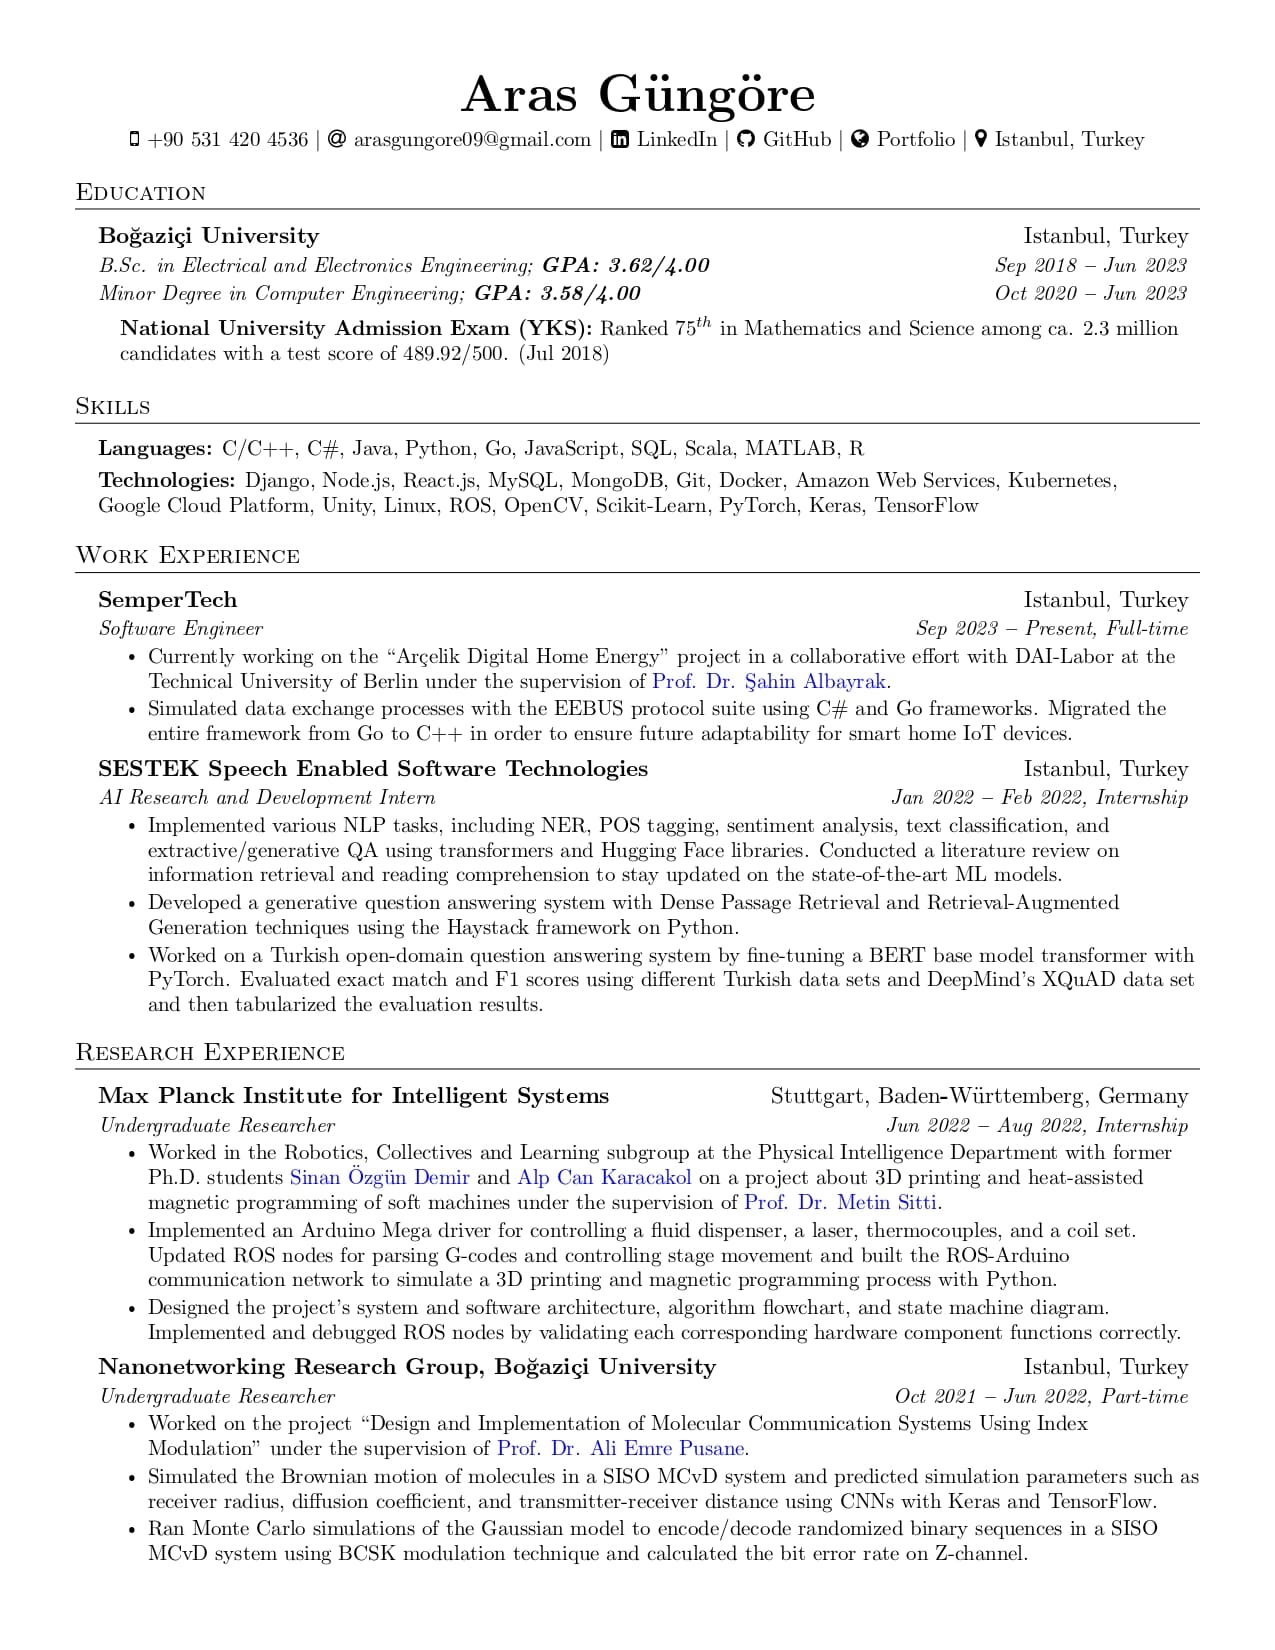 Aras Güngöre
+90 531 420 4536 | arasgungore09@gmail.com | LinkedIn | GitHub | Portfolio | Istanbul, Turkey
Education
Boğaziçi University Istanbul, Turkey
B.Sc. in Electrical and Electronics Engineering; GPA: 3.62/4.00 Sep 2018 – Jun 2023
Minor Degree in Computer Engineering; GPA: 3.58/4.00 Oct 2020 – Jun 2023
National University Admission Exam (YKS): Ranked 75th in Mathematics and Science among ca. 2.3 million
candidates with a test score of 489.92/500. (Jul 2018)
Skills
Languages: C/C++, C#, Java, Python, Go, JavaScript, SQL, Scala, MATLAB, R
Technologies: Django, Node.js, React.js, MySQL, MongoDB, Git, Docker, Amazon Web Services, Kubernetes,
Google Cloud Platform, Unity, Linux, ROS, OpenCV, Scikit-Learn, PyTorch, Keras, TensorFlow
Work Experience
SemperTech Istanbul, Turkey
Software Engineer Sep 2023 – Present, Full-time
• Currently working on the “Arçelik Digital Home Energy” project in a collaborative effort with DAI-Labor at the
Technical University of Berlin under the supervision of Prof. Dr. Şahin Albayrak.
• Simulated data exchange processes with the EEBUS protocol suite using C# and Go frameworks. Migrated the
entire framework from Go to C++ in order to ensure future adaptability for smart home IoT devices.
SESTEK Speech Enabled Software Technologies Istanbul, Turkey
AI Research and Development Intern Jan 2022 – Feb 2022, Internship
• Implemented various NLP tasks, including NER, POS tagging, sentiment analysis, text classification, and
extractive/generative QA using transformers and Hugging Face libraries. Conducted a literature review on
information retrieval and reading comprehension to stay updated on the state-of-the-art ML models.
• Developed a generative question answering system with Dense Passage Retrieval and Retrieval-Augmented
Generation techniques using the Haystack framework on Python.
• Worked on a Turkish open-domain question answering system by fine-tuning a BERT base model transformer with
PyTorch. Evaluated exact match and F1 scores using different Turkish data sets and DeepMind’s XQuAD data set
and then tabularized the evaluation results.
Research Experience
Max Planck Institute for Intelligent Systems Stuttgart, Baden-Württemberg, Germany
Undergraduate Researcher Jun 2022 – Aug 2022, Internship
• Worked in the Robotics, Collectives and Learning subgroup at the Physical Intelligence Department with former
Ph.D. students Sinan Özgün Demir and Alp Can Karacakol on a project about 3D printing and heat-assisted
magnetic programming of soft machines under the supervision of Prof. Dr. Metin Sitti.
• Implemented an Arduino Mega driver for controlling a fluid dispenser, a laser, thermocouples, and a coil set.
Updated ROS nodes for parsing G-codes and controlling stage movement and built the ROS-Arduino
communication network to simulate a 3D printing and magnetic programming process with Python.
• Designed the project’s system and software architecture, algorithm flowchart, and state machine diagram.
Implemented and debugged ROS nodes by validating each corresponding hardware component functions correctly.
Nanonetworking Research Group, Boğaziçi University Istanbul, Turkey
Undergraduate Researcher Oct 2021 – Jun 2022, Part-time
• Worked on the project “Design and Implementation of Molecular Communication Systems Using Index
Modulation” under the supervision of Prof. Dr. Ali Emre Pusane.
• Simulated the Brownian motion of molecules in a SISO MCvD system and predicted simulation parameters such as
receiver radius, diffusion coefficient, and transmitter-receiver distance using CNNs with Keras and TensorFlow.
• Ran Monte Carlo simulations of the Gaussian model to encode/decode randomized binary sequences in a SISO
MCvD system using BCSK modulation technique and calculated the bit error rate on Z-channel.